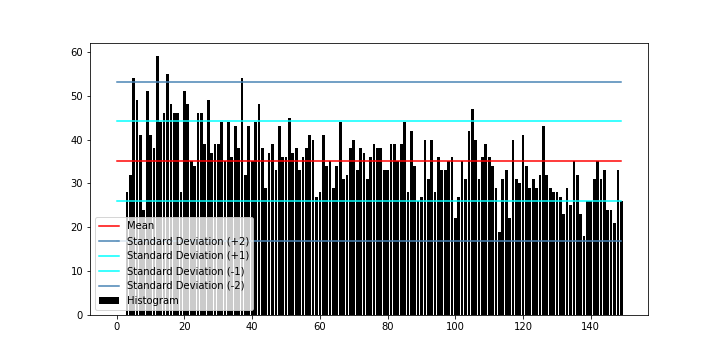 60
50
40
30
20
10
0
Mean
Standard Deviation (+2)
Standard Deviation (+1)
Standard Deviation (-1)
Standard Deviation (-2)
Histogram
0 20 40 60 80 100 120 140